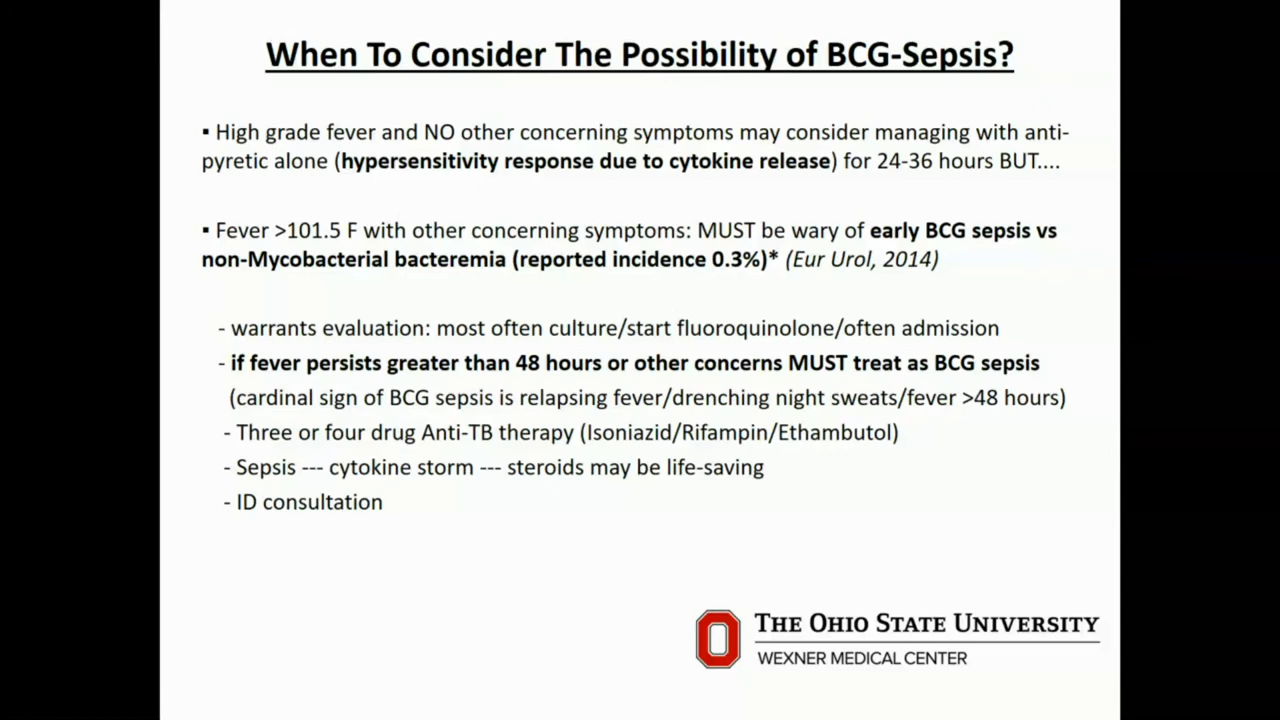 When To Consider The Possibility of BCG-Sepsis?
▪ High grade fever and NO other concerning symptoms may consider managing with anti-
pyretic alone (hypersensitivity response due to cytokine release) for 24-36 hours BUT....
▪ Fever >101.5 F with other concerning symptoms: MUST be wary of early BCG sepsis vs
non-Mycobacterial bacteremia (reported incidence 0.3%)* (Eur Urol, 2014)
- warrants evaluation: most often culture/start fluoroquinolone/often admission
- if fever persists greater than 48 hours or other concerns MUST treat as BCG sepsis
(cardinal sign of BCG sepsis is relapsing fever/drenching night sweats/fever >48 hours)
- Three or four drug Anti-TB therapy (Isoniazid/Rifampin/Ethambutol)
- Sepsis --- cytokine storm --- steroids may be life-saving
- ID consultation
THE OHIO STATE UNIVERSITY
WEXNER MEDICAL CENTER